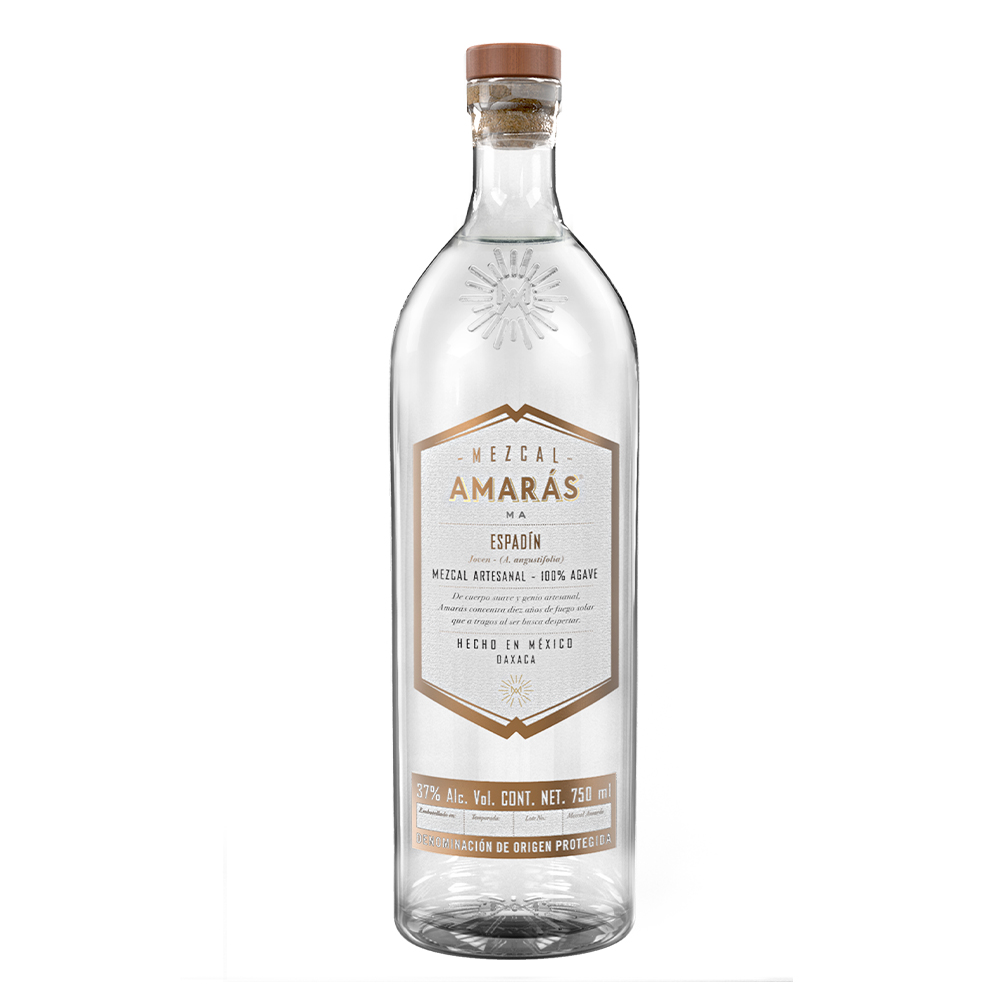 - MEZCAL -
AMARÁS
MA
ESPADÍN
Joven - (A. angustifolia)
MEZCAL ARTESANAL - 100% AGAVE
De cuerpo suave y genio artesanal,
Amarás concentra diez años de fuego solar
que a tragos al ser busca despertar.
HECHO EN MÉXICO
OAXACA
37% Alc. Vol. CONT. NET. 750 ml
Embotellado en: Temporada: Lote No.:
DENOMINACIÓN DE ORIGEN PROTEGIDA